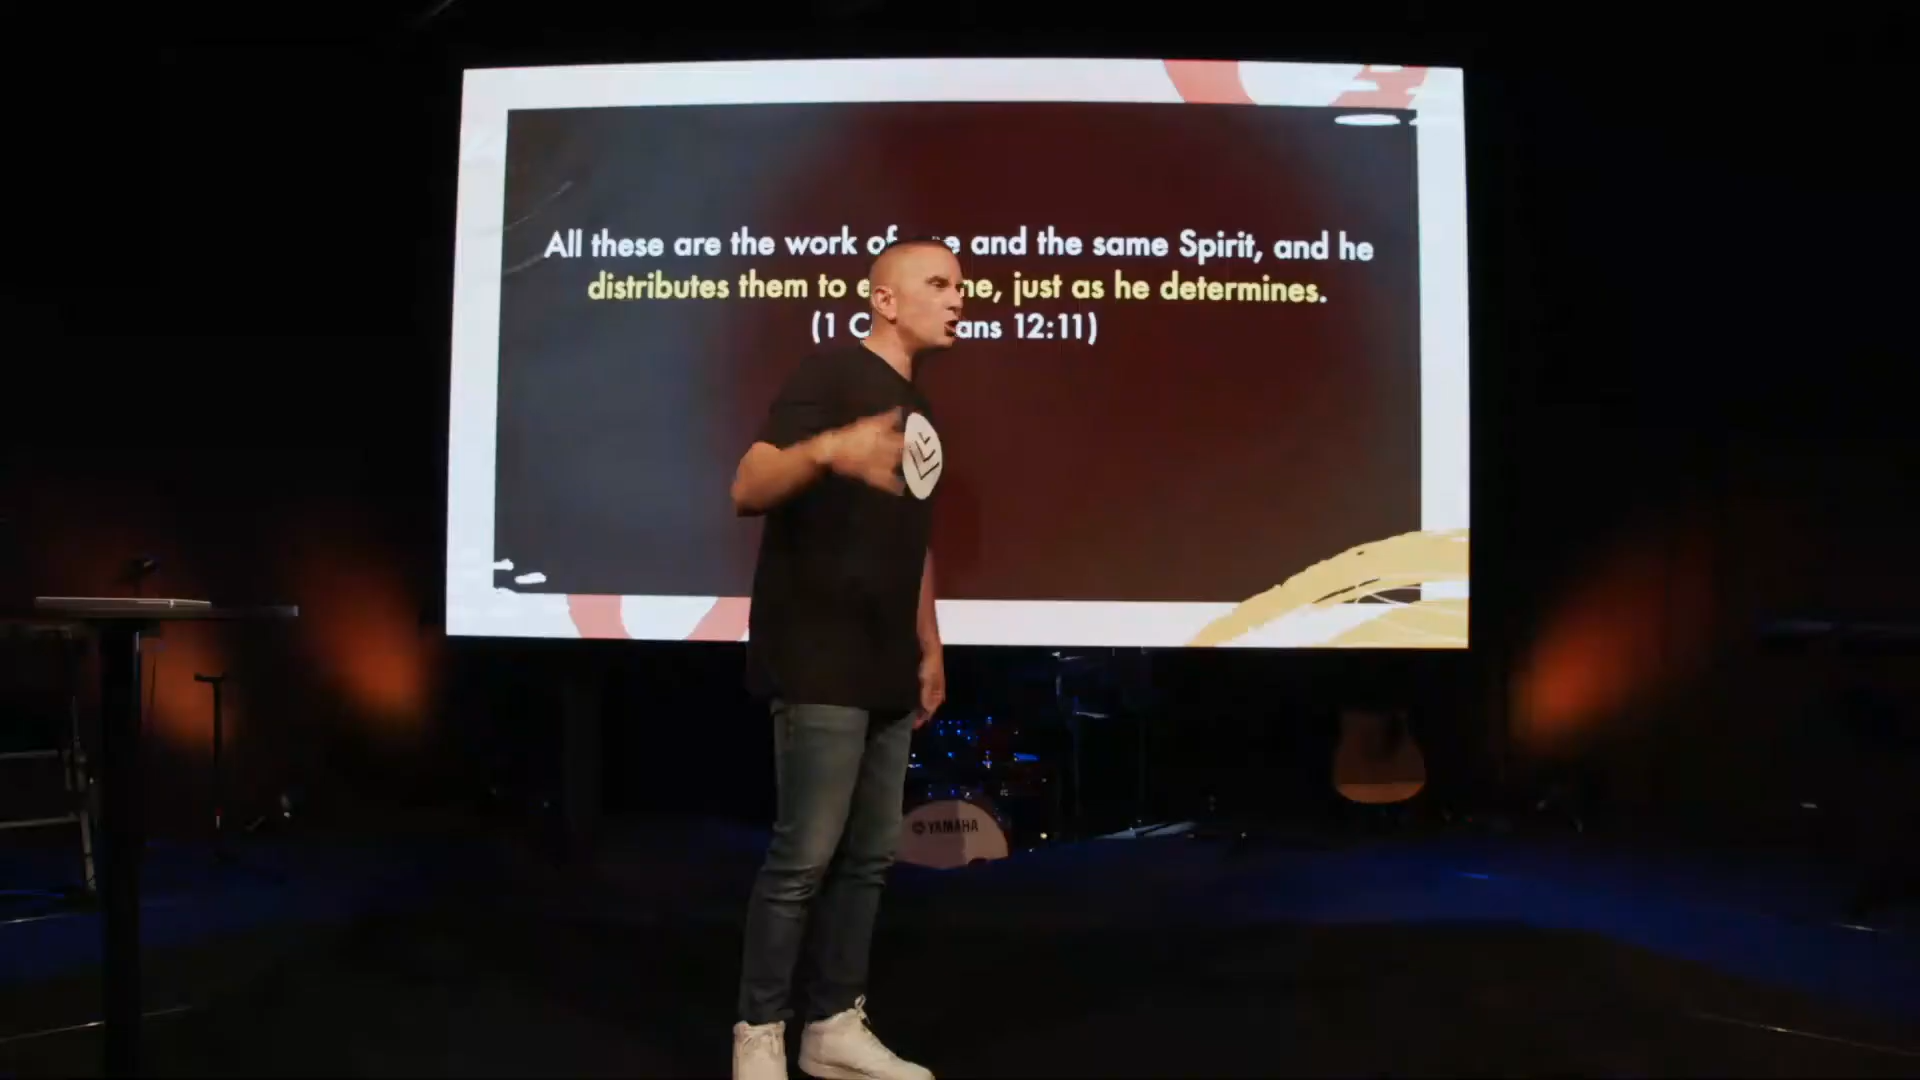 All these are the work of and the same Spirit, and he
distributes them to just as he determines.
(1 12:11)
YAMAHA